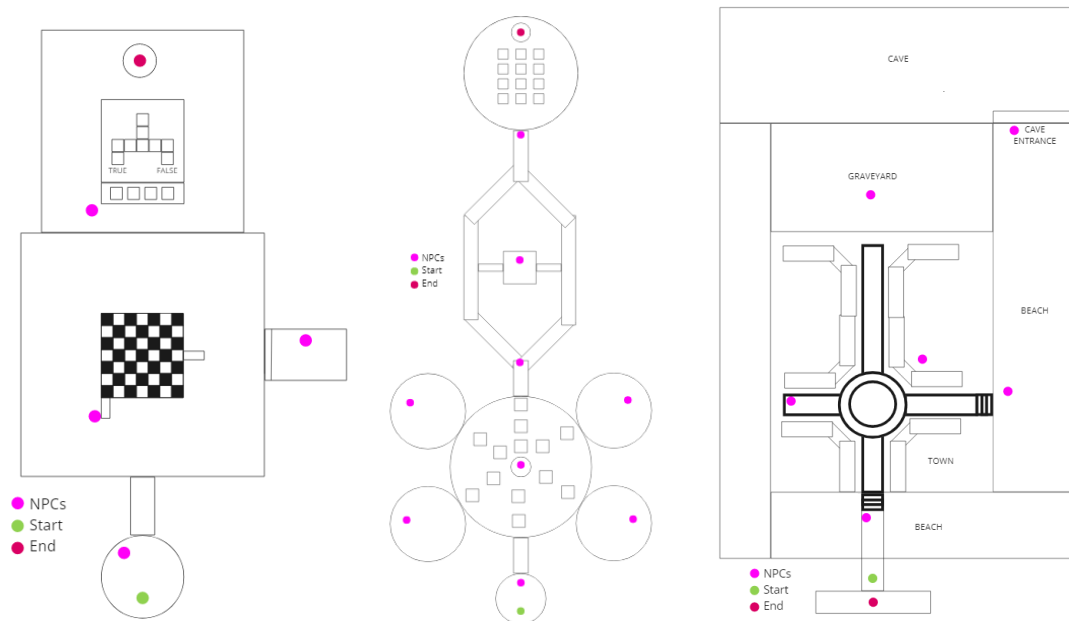 TRUE
FALSE
NPCs
Start
End
NPCs
Start
End
CAVE
CAVE
ENTRANCE
GRAVEYARD
BEACH
TOWN
BEACH
NPCs
Start
End